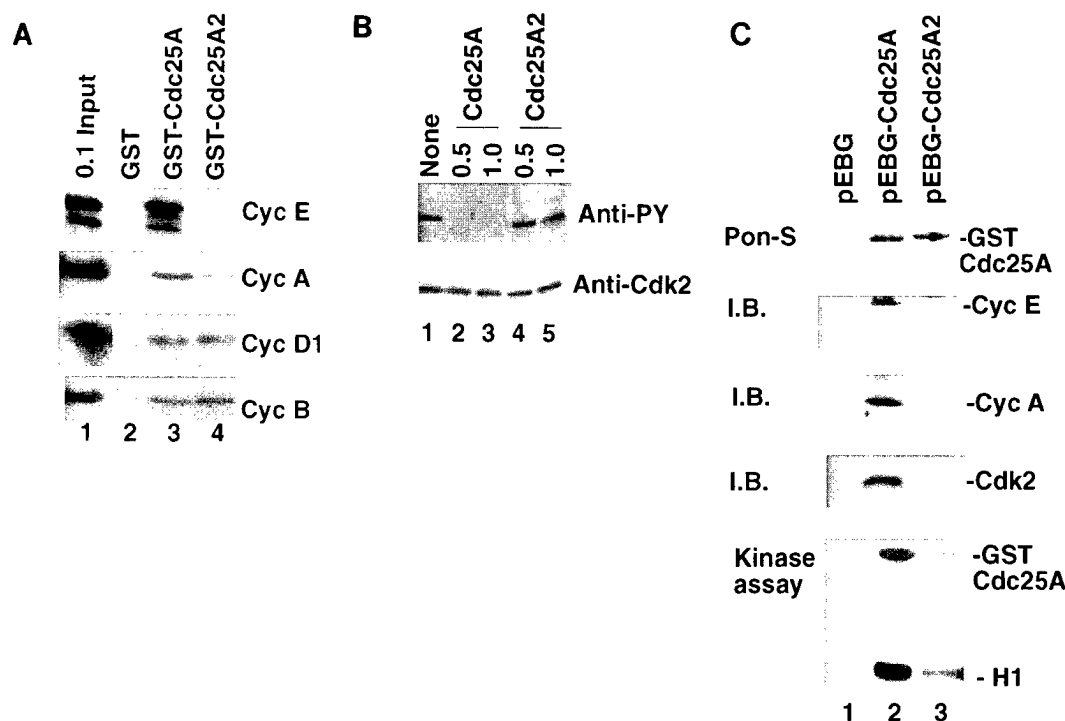 A
0.1 Input
GST
GST-Cdc25A
GST-Cdc25A2
Cyc E
Cyc A
Cyc D1
Cyc B
1 2 3 4
B
Cdc25A
Cdc25A2
None
0.5
1.0
0.5
1.0
Anti-PY
Anti-Cdk2
1 2 3 4 5
C
pEBG
pEBG-Cdc25A
pEBG-Cdc25A2
Pon-S
-GST
Cdc25A
I.B.
-Cyc E
I.B.
-Cyc A
I.B.
-Cdk2
Kinase
assay
-GST
Cdc25A
- H1
1 2 3